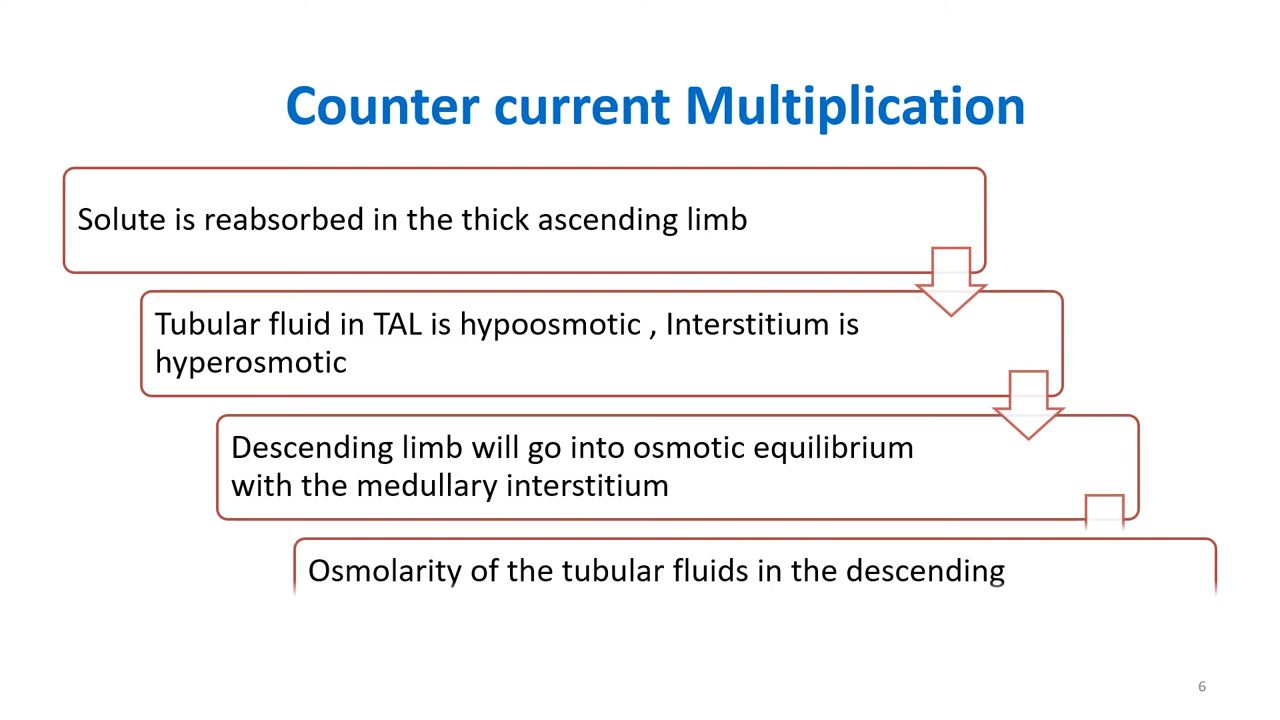 Counter current Multiplication
Solute is reabsorbed in the thick ascending limb
Tubular fluid in TAL is hypoosmotic , Interstitium is
hyperosmotic
Descending limb will go into osmotic equilibrium
with the medullary interstitium
Osmolarity of the tubular fluids in the descending
6